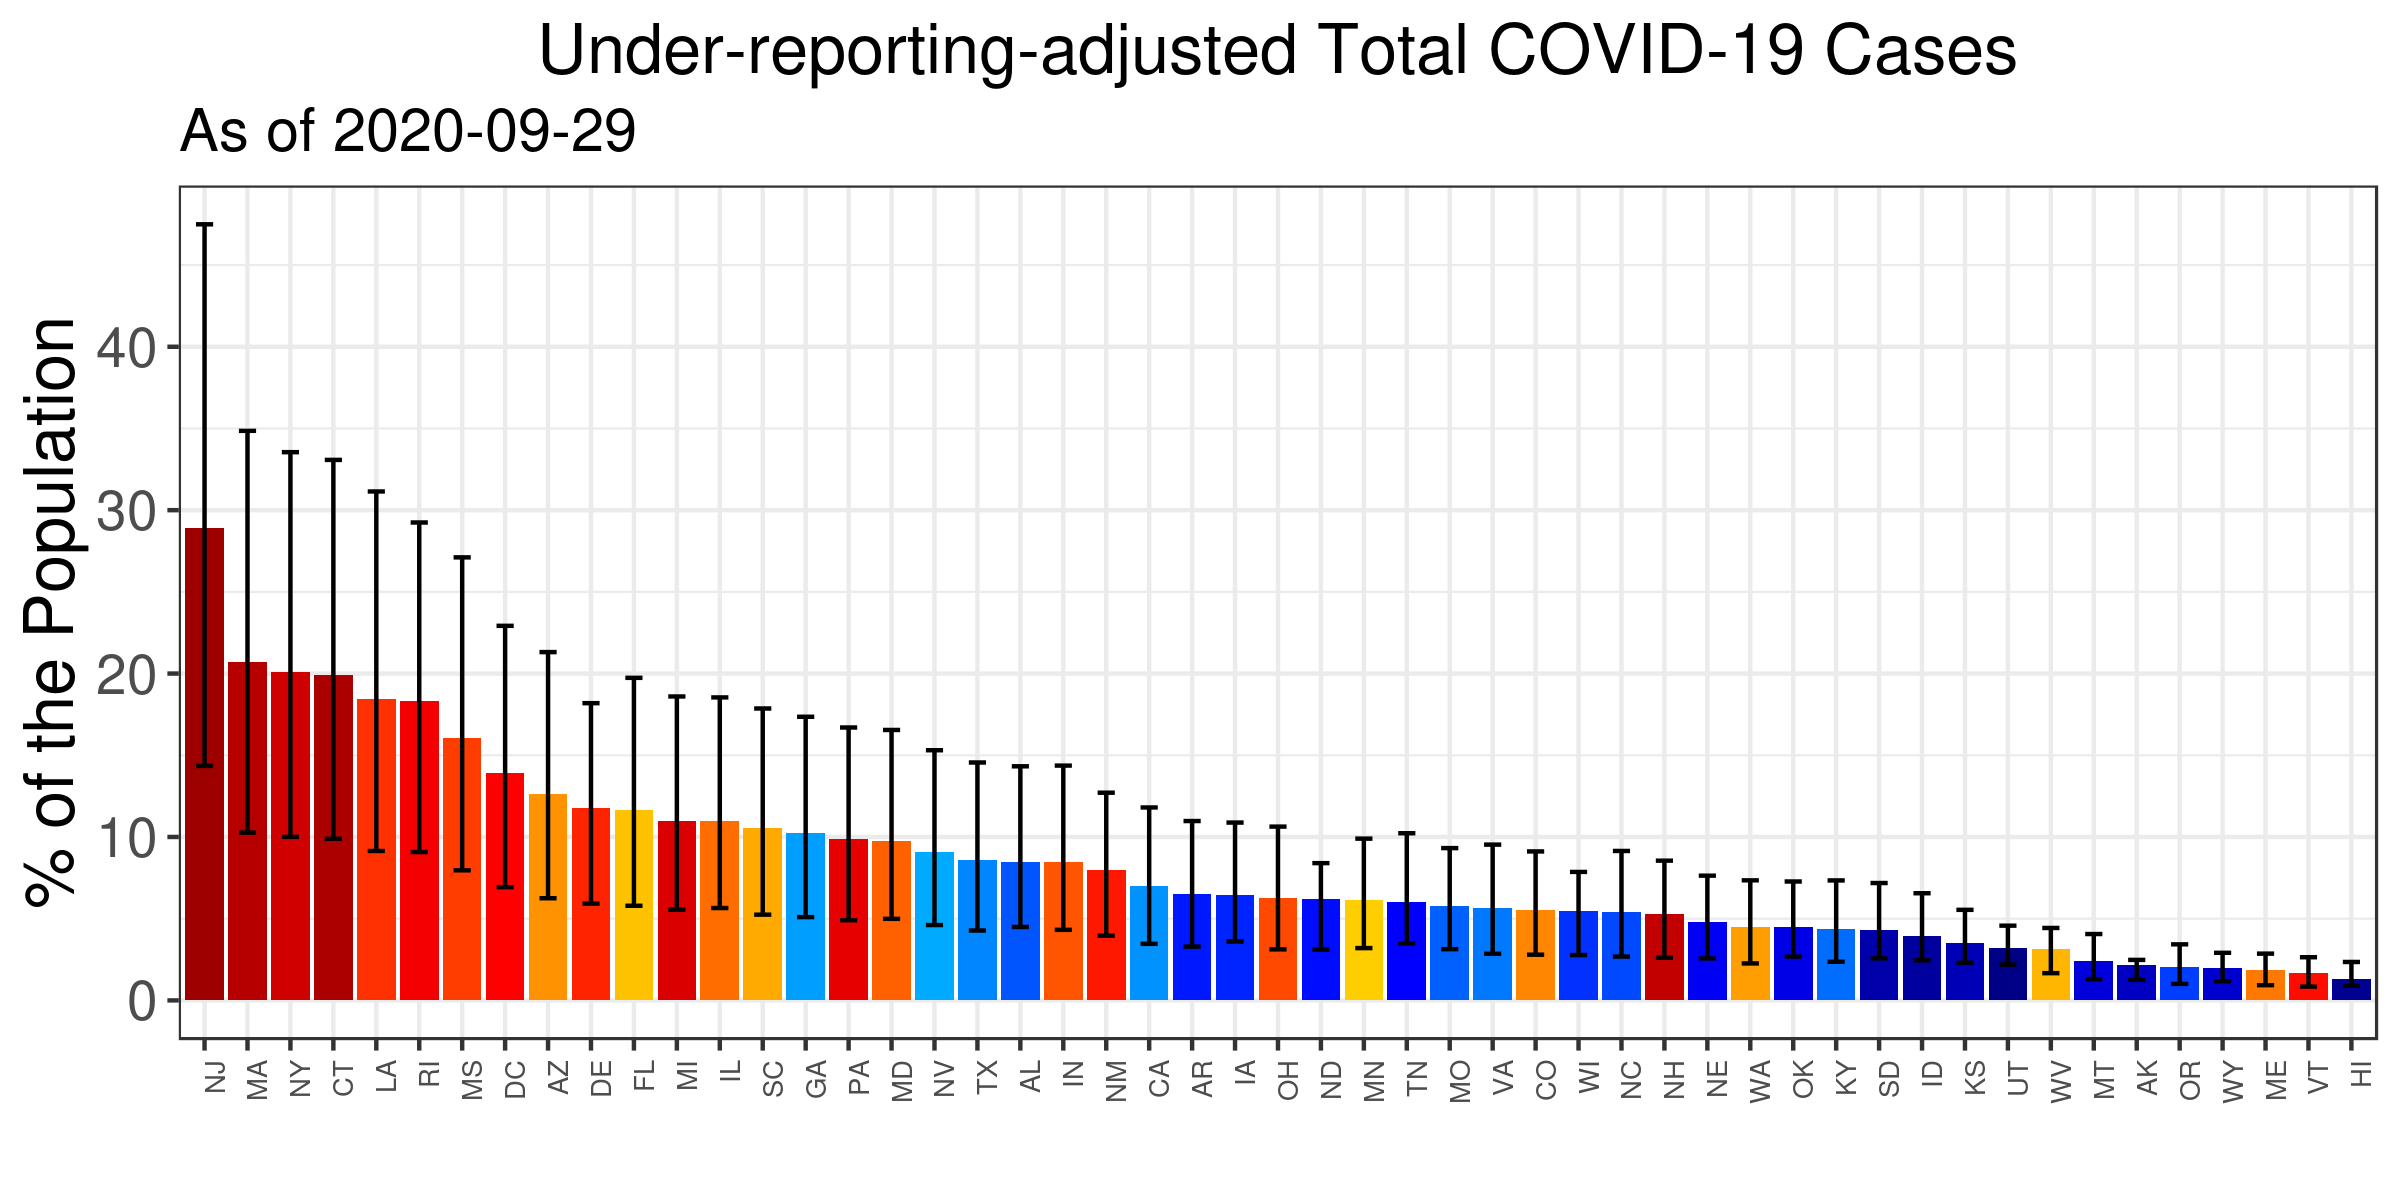 Under-reporting-adjusted Total COVID-19 Cases
As of 2020-09-29
% of the Population
40
30
20
10
0
NJ MA NY CT LA RI MS DC AZ DE FL MI IL SC GA PA MD NV TX AL IN NM CA AR IA OH ND MN TN MO VA CO WI NC NH NE WA OK KY SD ID KS UT WV MT AK OR WY ME VT HI